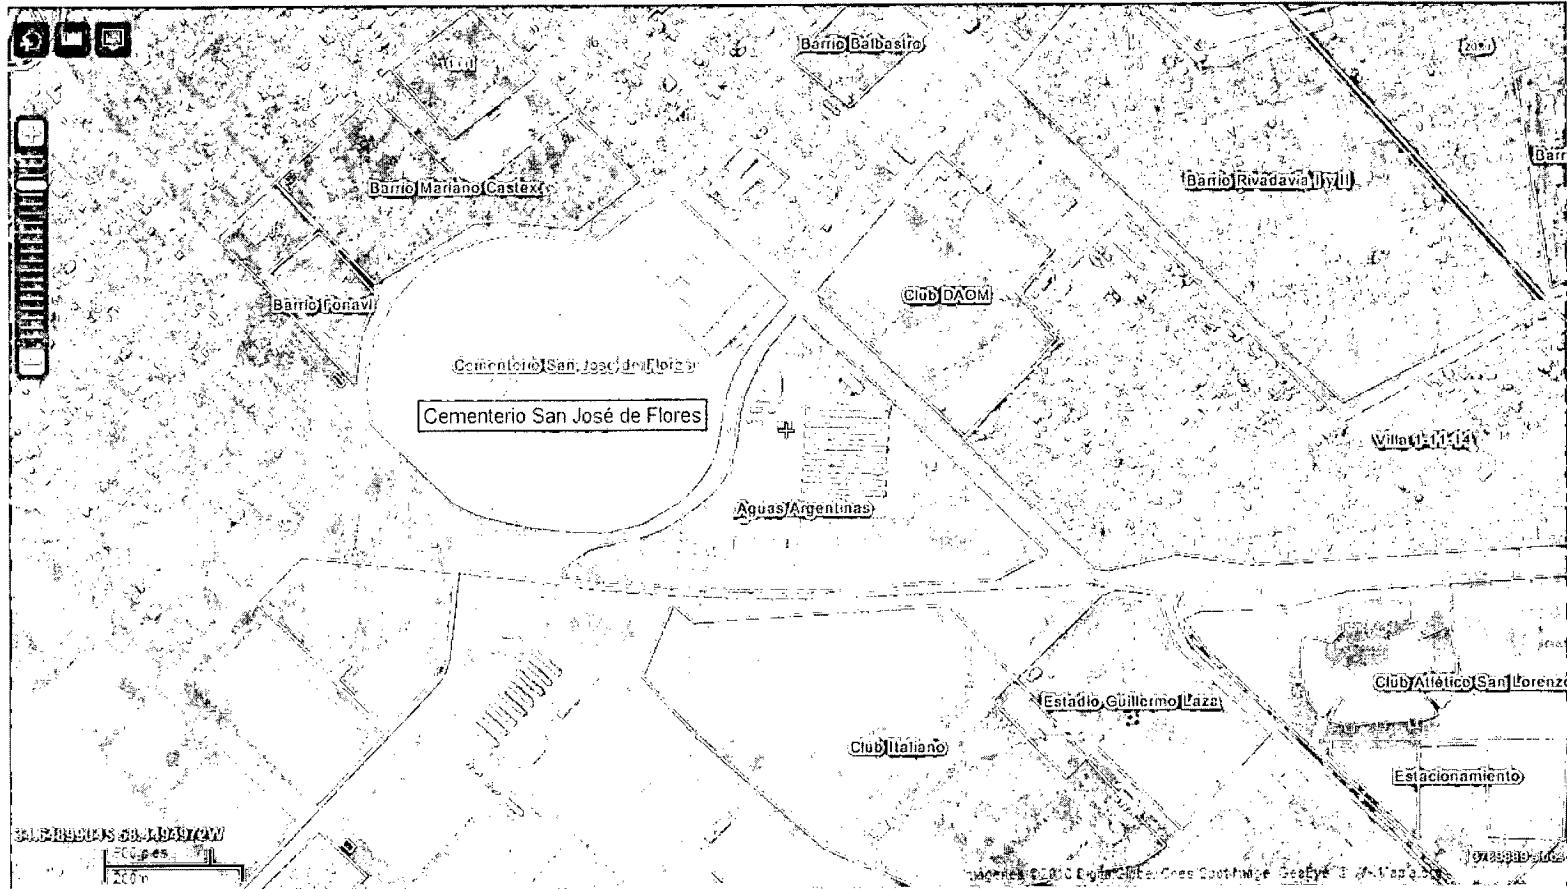 Barrio Balbastro
Barrio Mariano Castex
Barrio Rivadavia I y II
Barr
Barrio Fonavi
Club DAOM
Cementerio San José de Flores
Cementerio San José de Flores
Villa 1-11-14
Aguas Argentinas
Club Atlético San Lorenzo
Estadio Guillermo Laza
Club Italiano
Estacionamiento
200 m